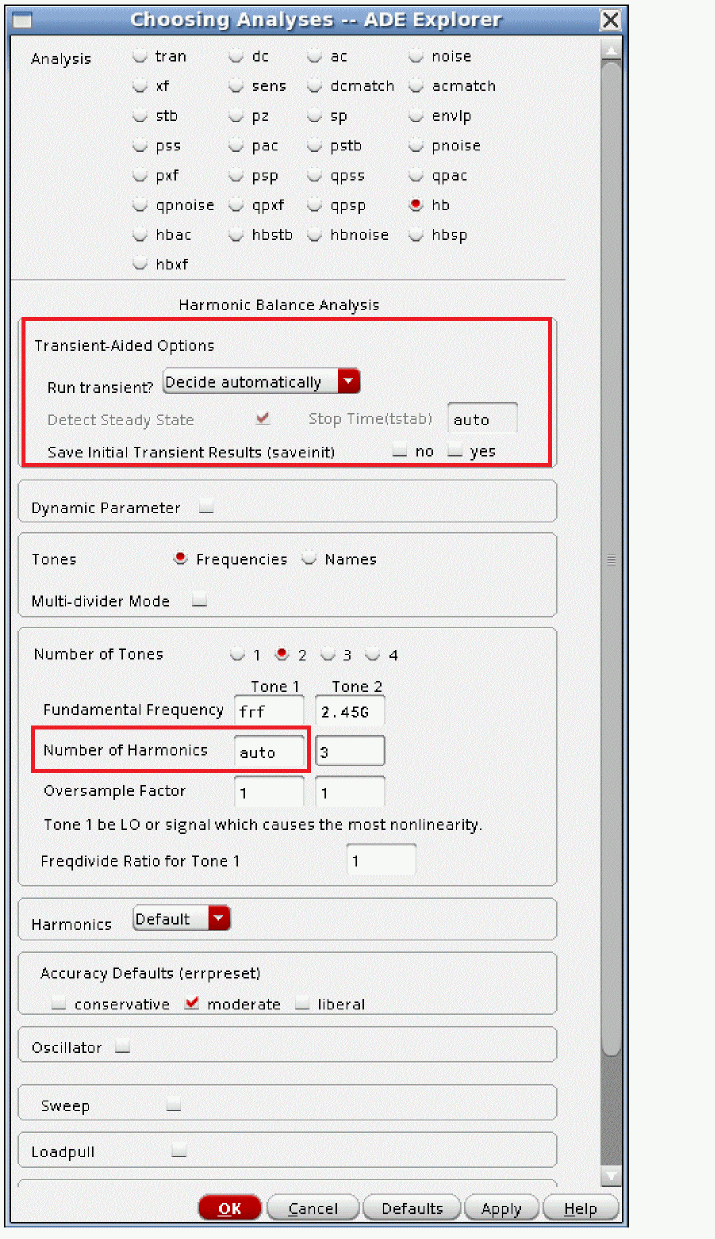 Choosing Analyses -- ADE Explorer
Analysis tran dc ac noise
xf sens dcmatch acmatch
stb pz sp envlp
pss pac pstb pnoise
pxf psp qpss qpac
qpnoise qpxf qpsp hb
hbac hbstb hbnoise hbsp
hbxf
Harmonic Balance Analysis
Transient-Aided Options
Run transient? Decide automatically
Detect Steady State Stop Time(tstab) auto
Save Initial Transient Results (saveinit) no yes
Dynamic Parameter
Tones Frequencies Names
Multi-divider Mode
Number of Tones 1 2 3 4
Tone 1 Tone 2
Fundamental Frequency frf 2.45G
Number of Harmonics auto 3
Oversample Factor 1 1
Tone 1 be LO or signal which causes the most nonlinearity.
Freqdivide Ratio for Tone 1 1
Harmonics Default
Accuracy Defaults (errpreset)
conservative moderate liberal
Oscillator
Sweep
Loadpull
OK Cancel Defaults Apply Help